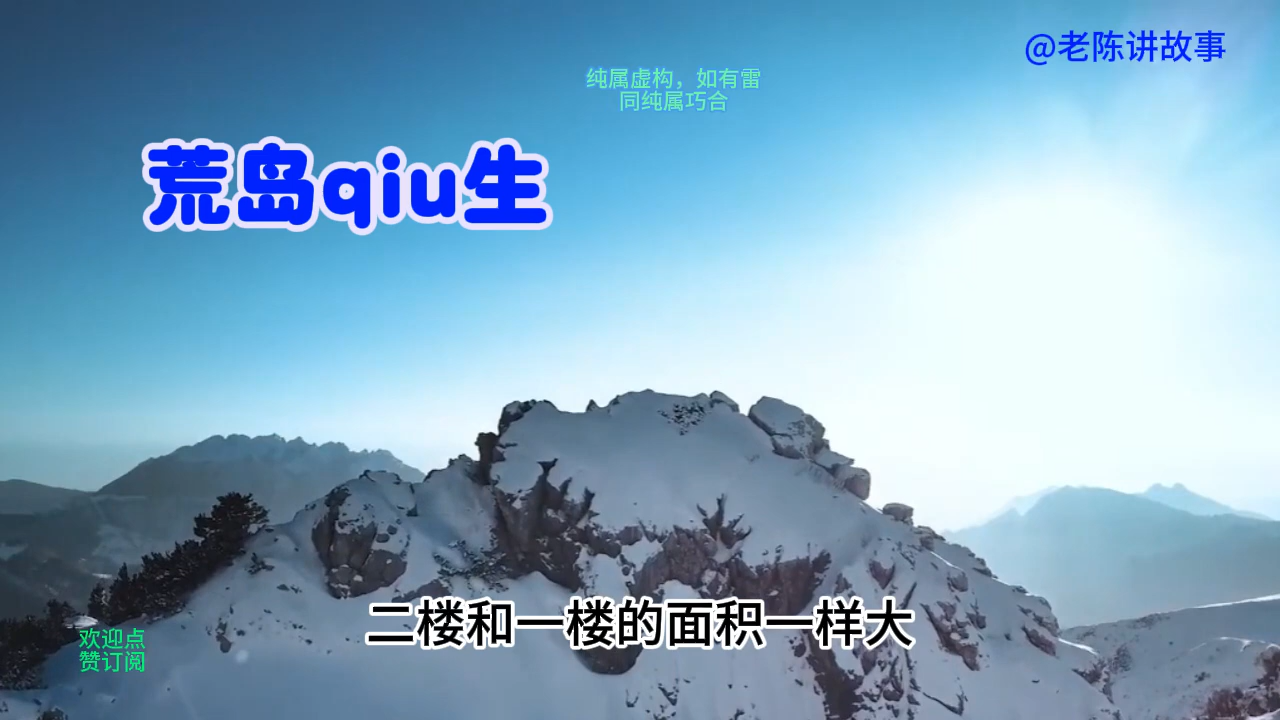 @老陈讲故事
纯属虚构，如有雷
同纯属巧合
荒岛qiu生
二楼和一楼的面积一样大
欢迎点
赞订阅